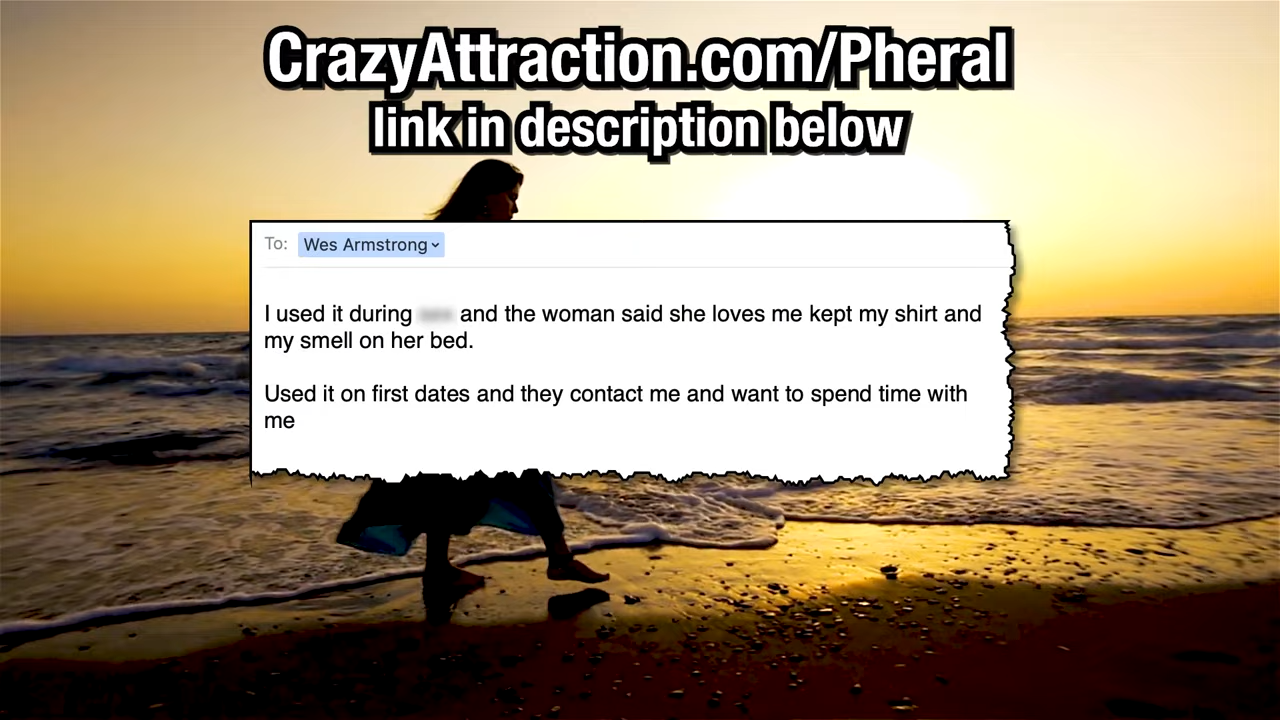 CrazyAttraction.com/Pheral
link in description below
To: Wes Armstrong
I used it during and the woman said she loves me kept my shirt and
my smell on her bed.
Used it on first dates and they contact me and want to spend time with
me